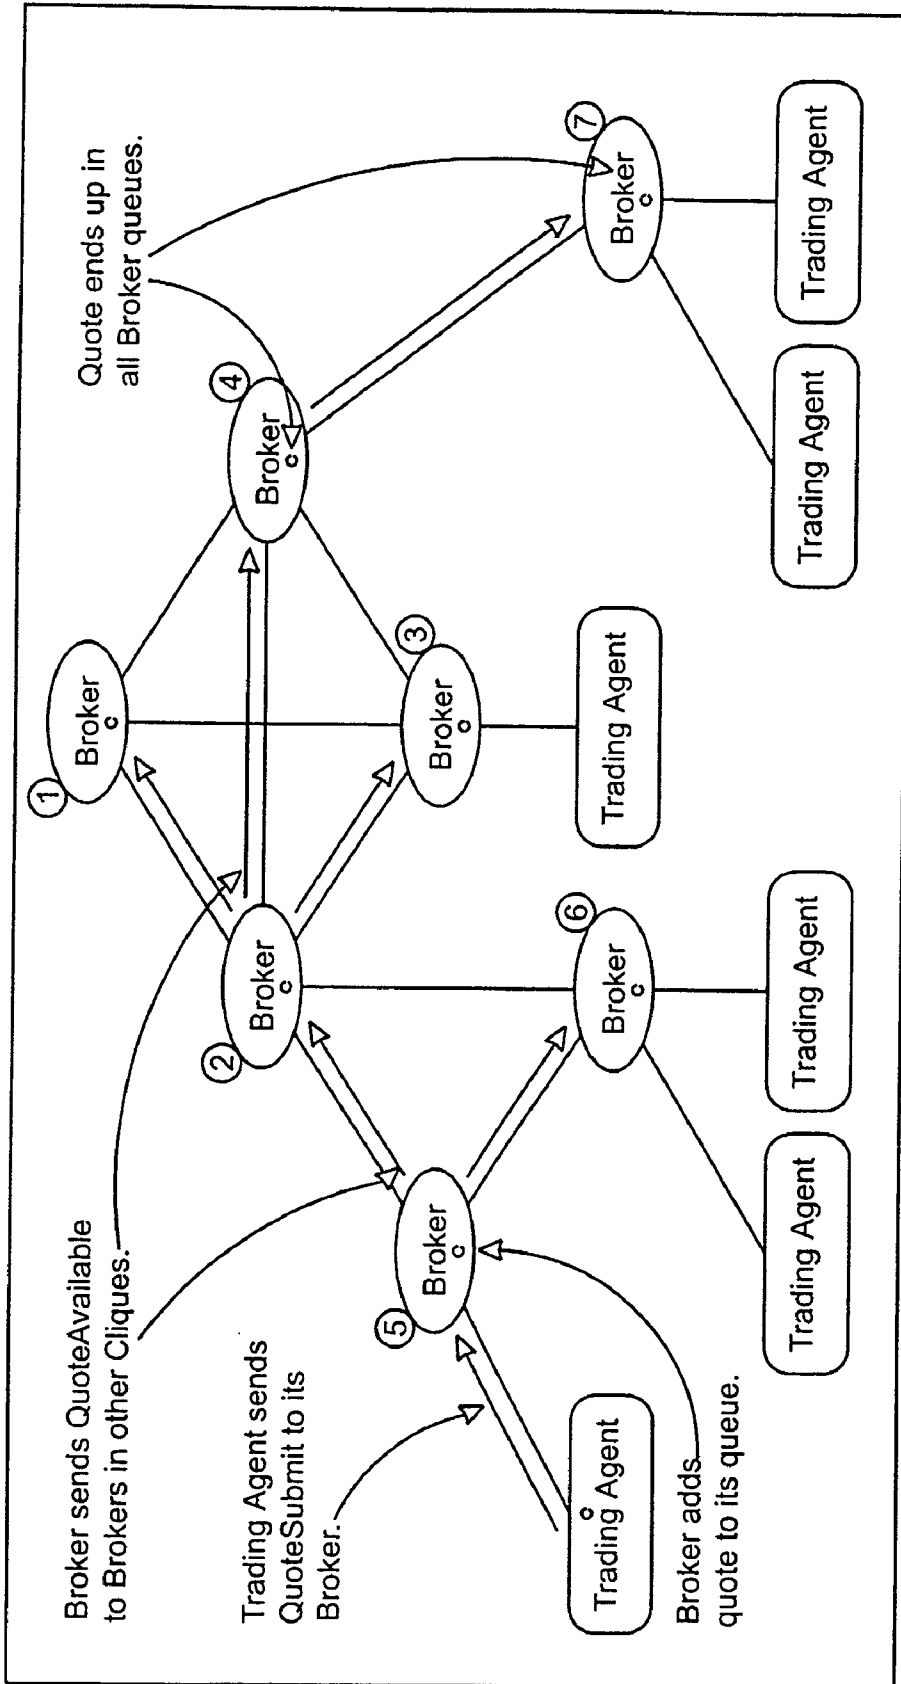 Broker sends QuoteAvailable
to Brokers in other Cliques.
Trading Agent sends
QuoteSubmit to its
Broker.
Broker adds
quote to its queue.
Quote ends up in
all Broker queues.
1
Broker
c
2
Broker
c
3
Broker
c
4
Broker
c
5
Broker
c
6
Broker
c
7
Broker
c
c
Trading Agent
Trading Agent
Trading Agent
Trading Agent
Trading Agent
Trading Agent